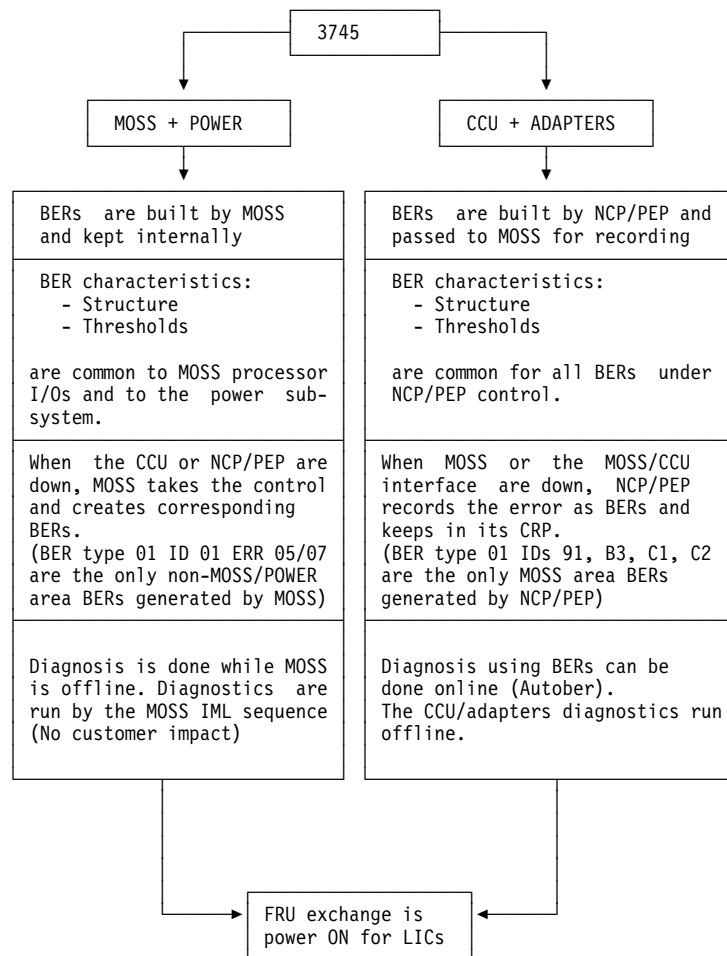 3745
MOSS + POWER
CCU + ADAPTERS
BERs are built by MOSS
and kept internally
BER characteristics:
- Structure
- Thresholds
are common to MOSS processor
I/Os and to the power sub-
system.
When the CCU or NCP/PEP are
down, MOSS takes the control
and creates corresponding
BERs.
(BER type 01 ID 01 ERR 05/07
are the only non-MOSS/POWER
area BERs generated by MOSS)
Diagnosis is done while MOSS
is offline. Diagnostics are
run by the MOSS IML sequence
(No customer impact)
BERs are built by NCP/PEP and
passed to MOSS for recording
BER characteristics:
- Structure
- Thresholds
are common for all BERs under
NCP/PEP control.
When MOSS or the MOSS/CCU
interface are down, NCP/PEP
records the error as BERs and
keeps in its CRP.
(BER type 01 IDs 91, B3, C1, C2
are the only MOSS area BERs
generated by NCP/PEP)
Diagnosis using BERs can be
done online (Autober).
The CCU/adapters diagnostics run
offline.
FRU exchange is
power ON for LICs